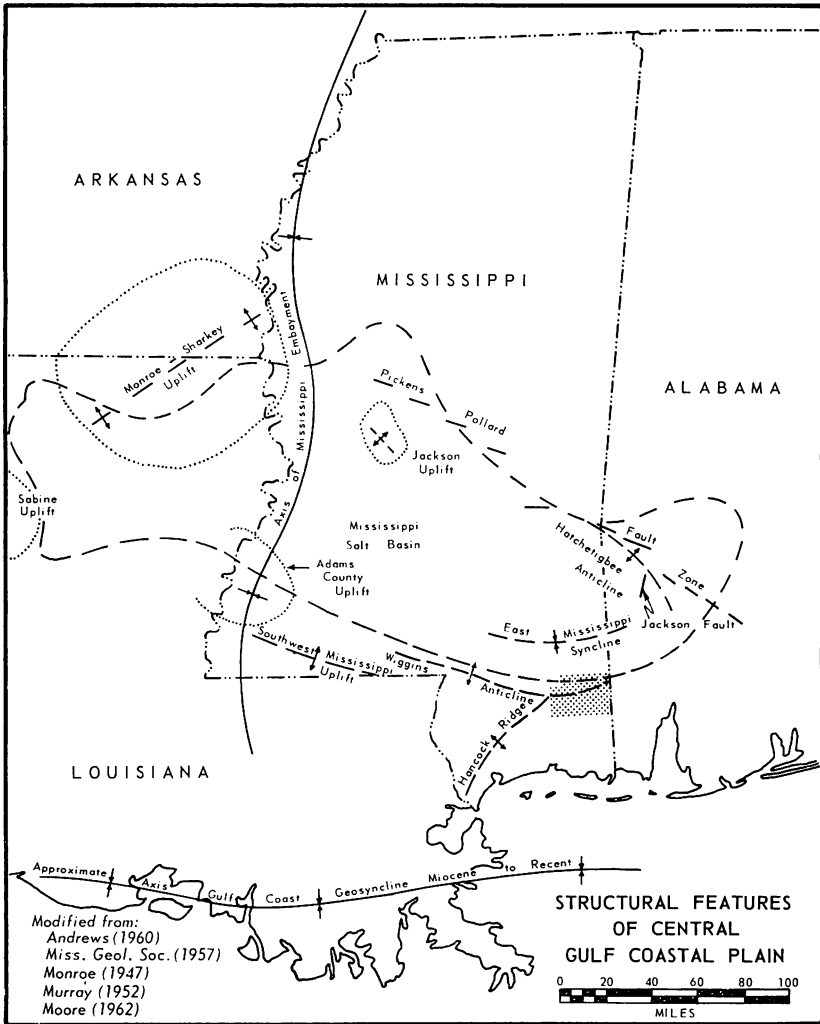 ARKANSAS
MISSISSIPPI
ALABAMA
LOUISIANA
Axis of Mississippi Embayment
Monroe - Sharkey
Uplift
Pickens Pollard Fault Zone
Jackson
Uplift
Sabine
Uplift
Mississippi
Salt Basin
Adams
County
Uplift
Hatchetigbee
Anticline
Jackson Fault
East Mississippi
Syncline
Southwest Mississippi
Uplift
Wiggins
Anticline
Hancock Ridge
Approximate Axis Gulf Coast Geosyncline Miocene to Recent
Modified from:
Andrews (1960)
Miss. Geol. Soc. (1957)
Monroe (1947)
Murray (1952)
Moore (1962)
STRUCTURAL FEATURES
OF CENTRAL
GULF COASTAL PLAIN
0 20 40 60 80 100
MILES